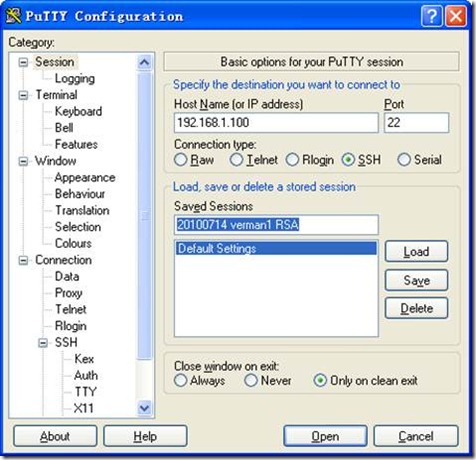 PuTTY Configuration
Category:
Session
Logging
Terminal
Keyboard
Bell
Features
Window
Appearance
Behaviour
Translation
Selection
Colours
Connection
Data
Proxy
Telnet
Rlogin
SSH
Kex
Auth
TTY
X11
Basic options for your PuTTY session
Specify the destination you want to connect to
Host Name (or IP address) Port
192.168.1.100 22
Connection type:
Raw Telnet Rlogin SSH Serial
Load, save or delete a stored session
Saved Sessions
20100714 verman1 RSA
Default Settings
Load
Save
Delete
Close window on exit:
Always Never Only on clean exit
About Help Open Cancel